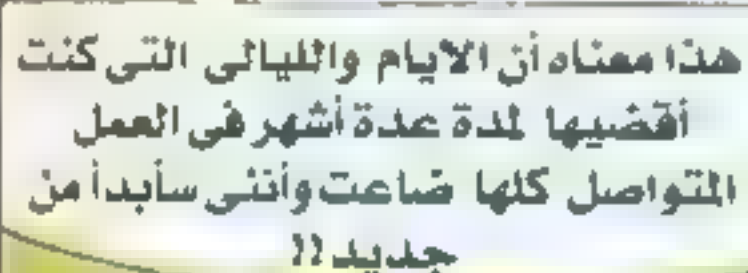 هذا معناه أن الايام والليالى التى كنت
أقضيها لمدة عدة أشهر فى العمل
المتواصل كلها ضاعت وأننى سأبدأ من
جديد !!